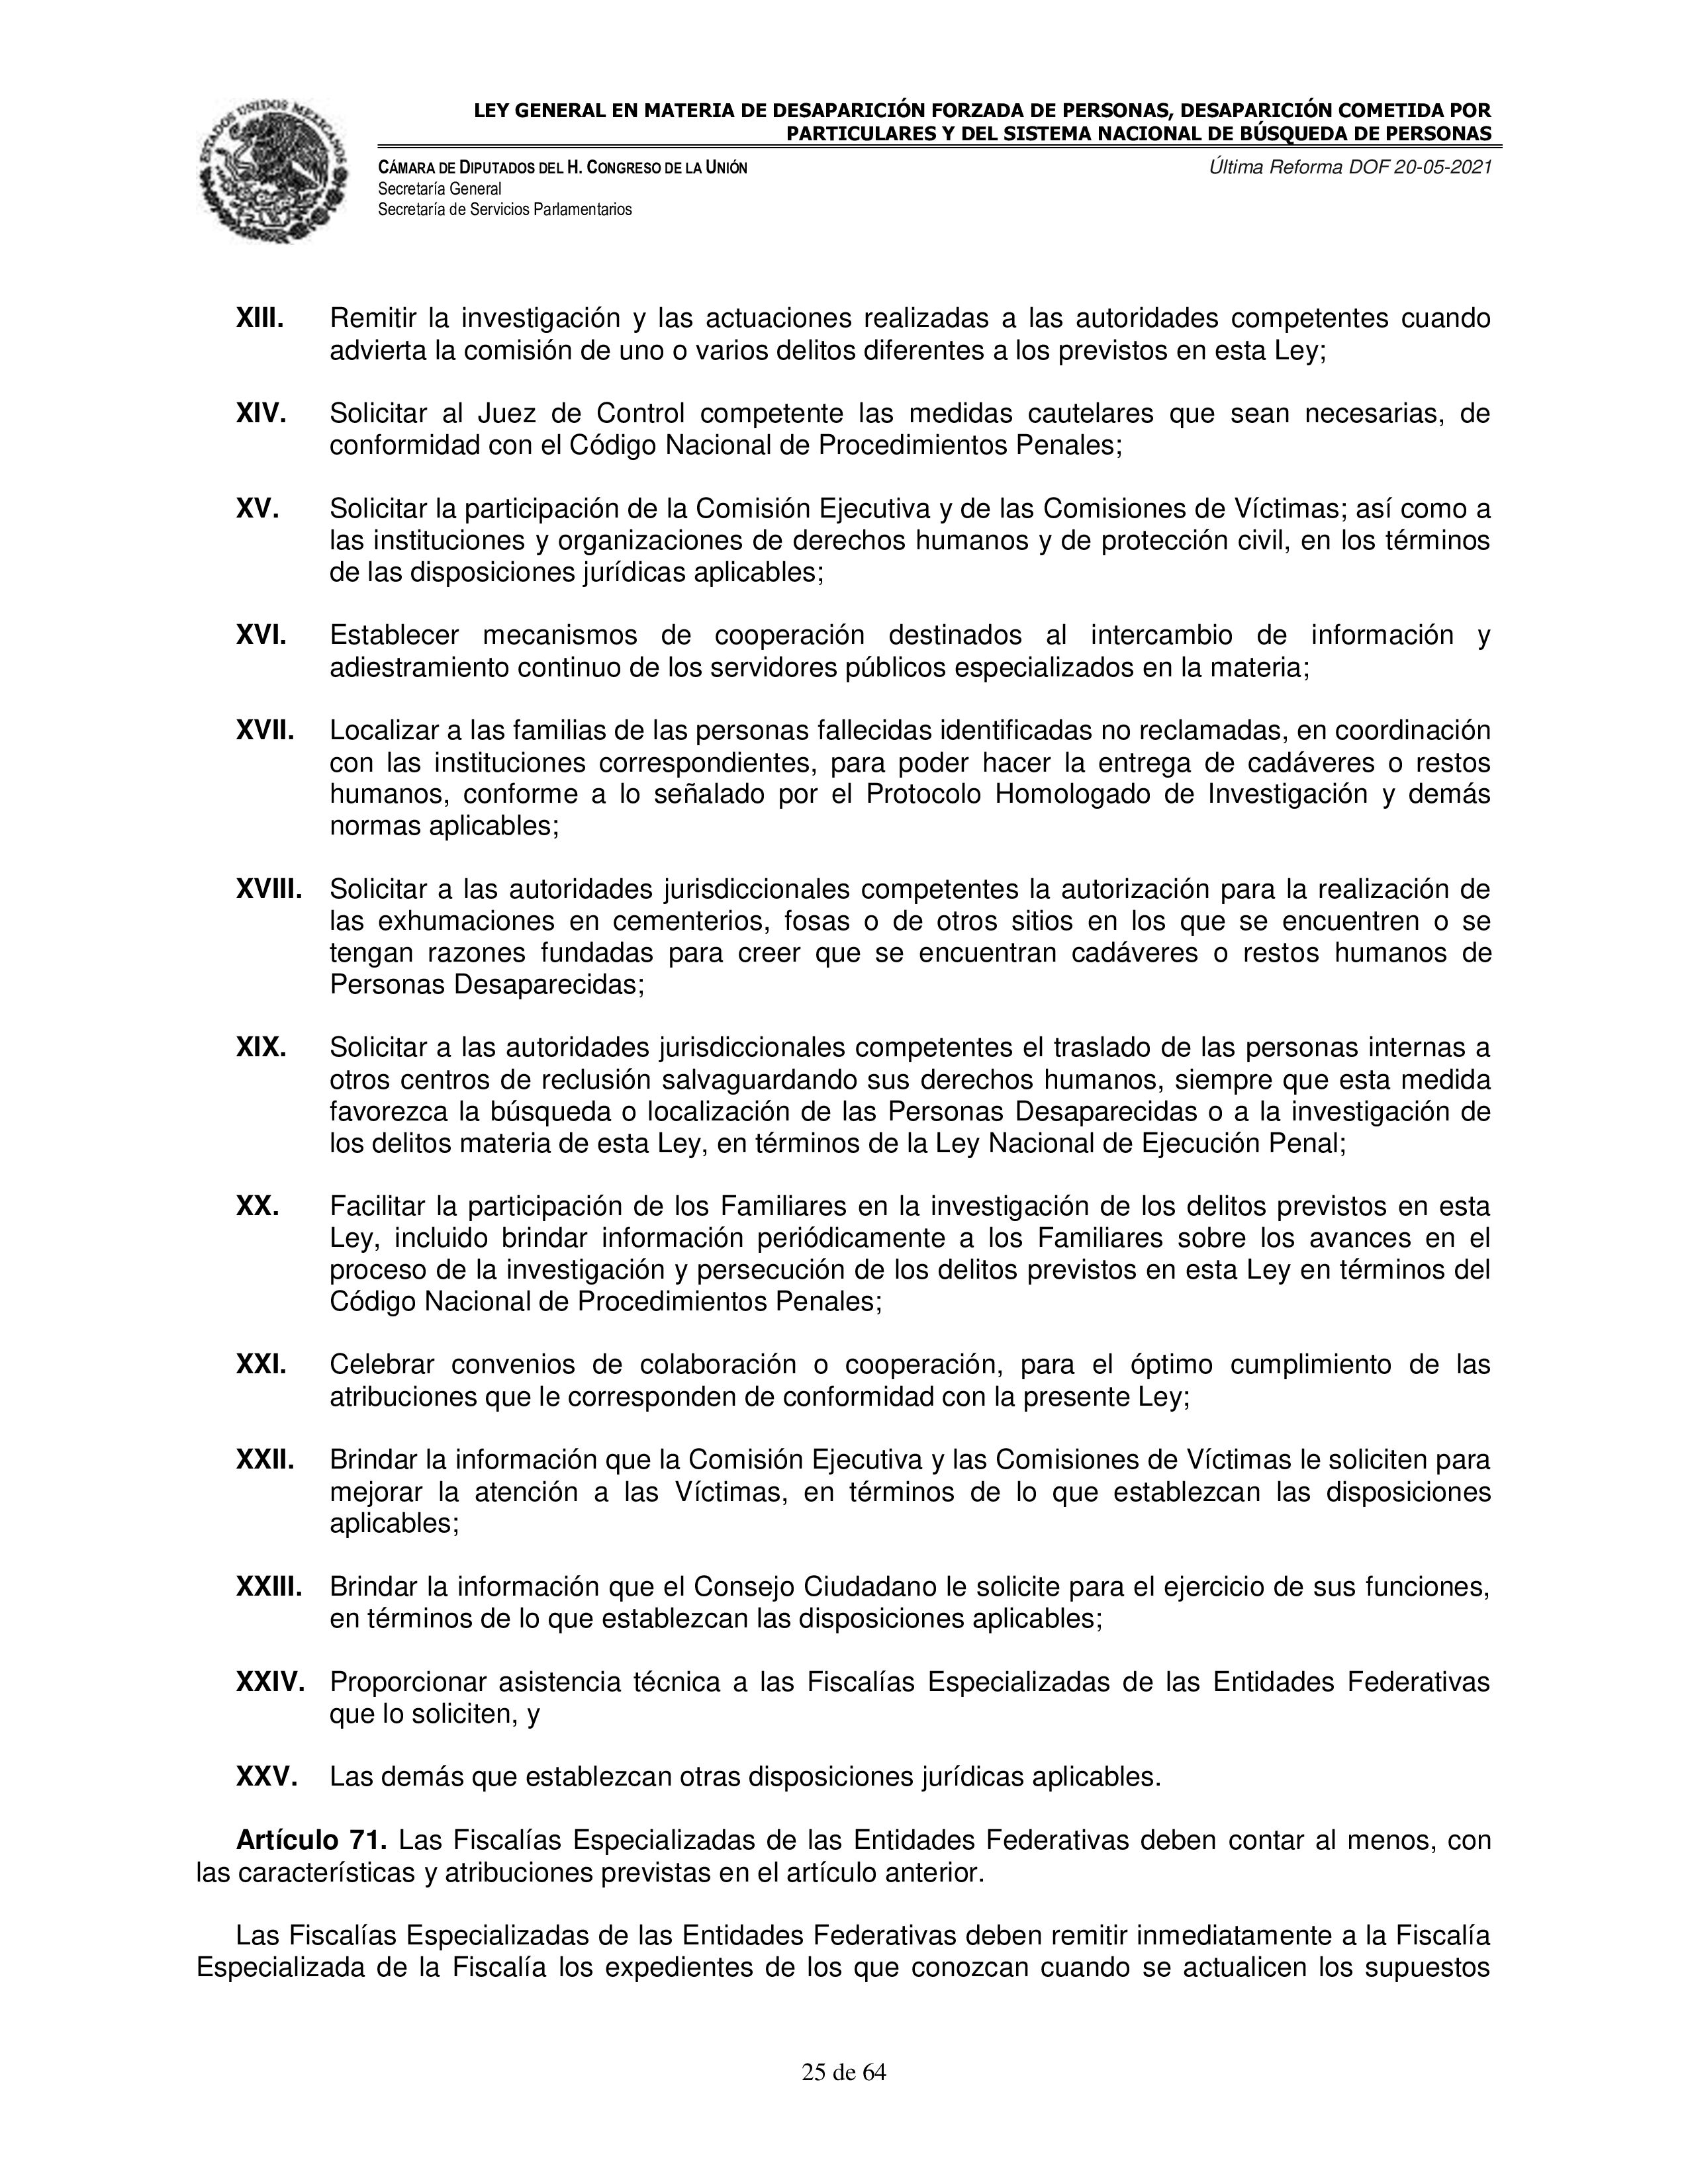 ESTADOS UNIDOS MEXICANOS
LEY GENERAL EN MATERIA DE DESAPARICIÓN FORZADA DE PERSONAS, DESAPARICIÓN COMETIDA POR
PARTICULARES Y DEL SISTEMA NACIONAL DE BÚSQUEDA DE PERSONAS
CÁMARA DE DIPUTADOS DEL H. CONGRESO DE LA UNIÓN
Última Reforma DOF 20-05-2021
Secretaría General
Secretaría de Servicios Parlamentarios
XIII. Remitir la investigación y las actuaciones realizadas a las autoridades competentes cuando
advierta la comisión de uno o varios delitos diferentes a los previstos en esta Ley;
XIV. Solicitar al Juez de Control competente las medidas cautelares que sean necesarias, de
conformidad con el Código Nacional de Procedimientos Penales;
XV. Solicitar la participación de la Comisión Ejecutiva y de las Comisiones de Víctimas; así como a
las instituciones y organizaciones de derechos humanos y de protección civil, en los términos
de las disposiciones jurídicas aplicables;
XVI. Establecer mecanismos de cooperación destinados al intercambio de información y
adiestramiento continuo de los servidores públicos especializados en la materia;
XVII. Localizar a las familias de las personas fallecidas identificadas no reclamadas, en coordinación
con las instituciones correspondientes, para poder hacer la entrega de cadáveres o restos
humanos, conforme a lo señalado por el Protocolo Homologado de Investigación y demás
normas aplicables;
XVIII. Solicitar a las autoridades jurisdiccionales competentes la autorización para la realización de
las exhumaciones en cementerios, fosas o de otros sitios en los que se encuentren o se
tengan razones fundadas para creer que se encuentran cadáveres o restos humanos de
Personas Desaparecidas;
XIX. Solicitar a las autoridades jurisdiccionales competentes el traslado de las personas internas a
otros centros de reclusión salvaguardando sus derechos humanos, siempre que esta medida
favorezca la búsqueda o localización de las Personas Desaparecidas o a la investigación de
los delitos materia de esta Ley, en términos de la Ley Nacional de Ejecución Penal;
XX. Facilitar la participación de los Familiares en la investigación de los delitos previstos en esta
Ley, incluido brindar información periódicamente a los Familiares sobre los avances en el
proceso de la investigación y persecución de los delitos previstos en esta Ley en términos del
Código Nacional de Procedimientos Penales;
XXI. Celebrar convenios de colaboración o cooperación, para el óptimo cumplimiento de las
atribuciones que le corresponden de conformidad con la presente Ley;
XXII. Brindar la información que la Comisión Ejecutiva y las Comisiones de Víctimas le soliciten para
mejorar la atención a las Víctimas, en términos de lo que establezcan las disposiciones
aplicables;
XXIII. Brindar la información que el Consejo Ciudadano le solicite para el ejercicio de sus funciones,
en términos de lo que establezcan las disposiciones aplicables;
XXIV. Proporcionar asistencia técnica a las Fiscalías Especializadas de las Entidades Federativas
que lo soliciten, y
XXV. Las demás que establezcan otras disposiciones jurídicas aplicables.
Artículo 71. Las Fiscalías Especializadas de las Entidades Federativas deben contar al menos, con
las características y atribuciones previstas en el artículo anterior.
Las Fiscalías Especializadas de las Entidades Federativas deben remitir inmediatamente a la Fiscalía
Especializada de la Fiscalía los expedientes de los que conozcan cuando se actualicen los supuestos
25 de 64